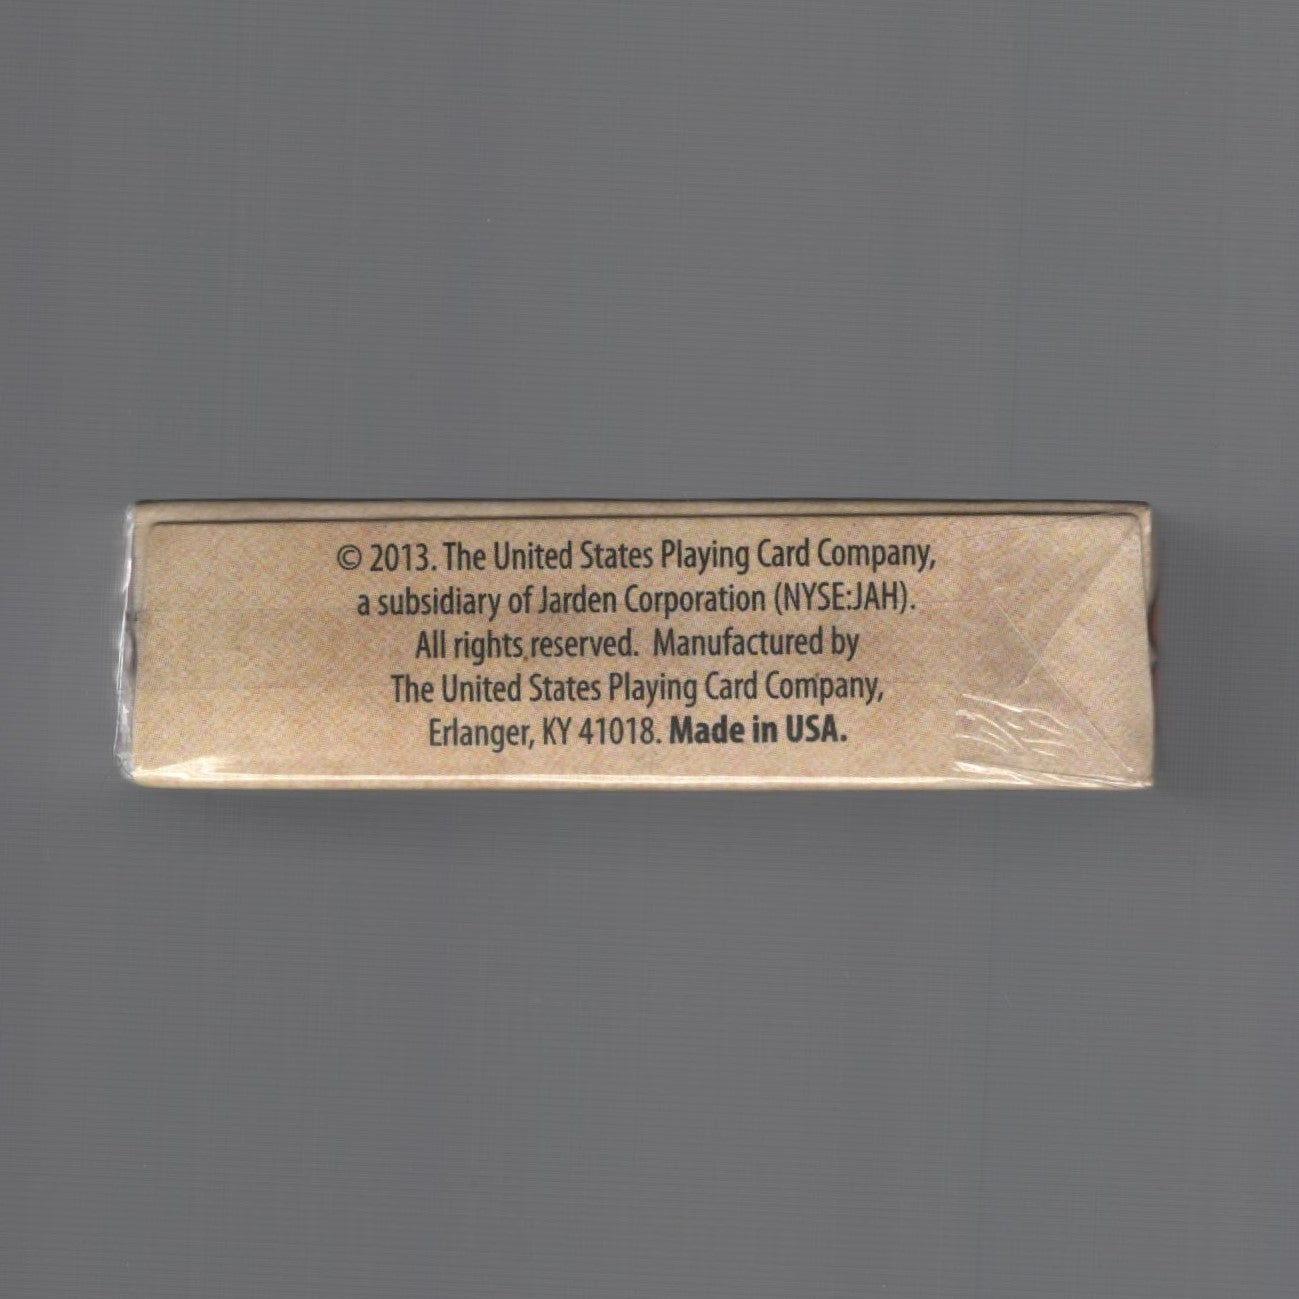 © 2013. The United States Playing Card Company,
a subsidiary of Jarden Corporation (NYSE:JAH).
All rights reserved. Manufactured by
The United States Playing Card Company,
Erlanger, KY 41018. Made in USA.